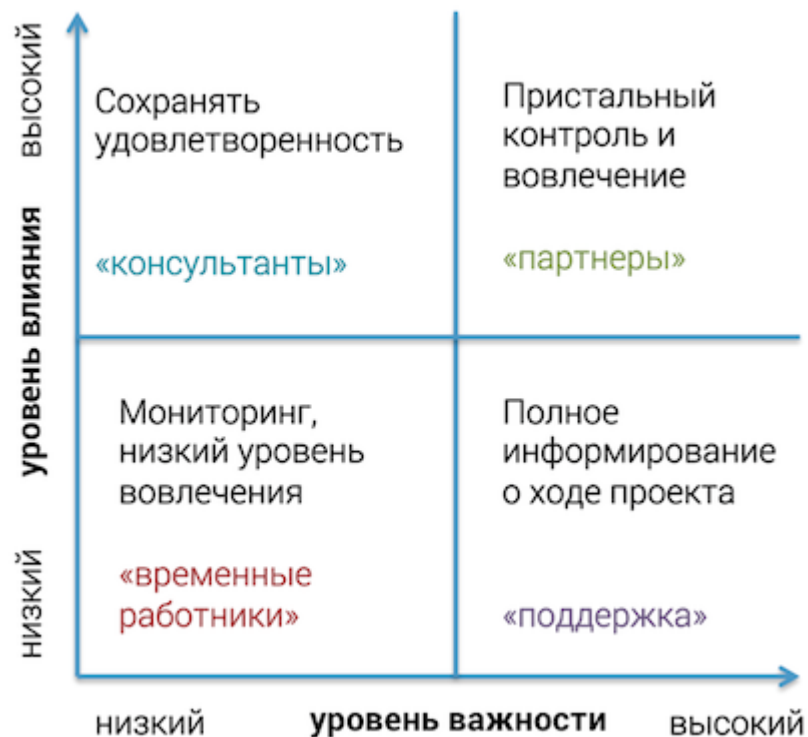 высокий
уровень влияния
низкий
Сохранять
удовлетворенность
«консультанты»
Пристальный
контроль и
вовлечение
«партнеры»
Мониторинг,
низкий уровень
вовлечения
«временные
работники»
Полное
информирование
о ходе проекта
«поддержка»
низкий
уровень важности
высокий